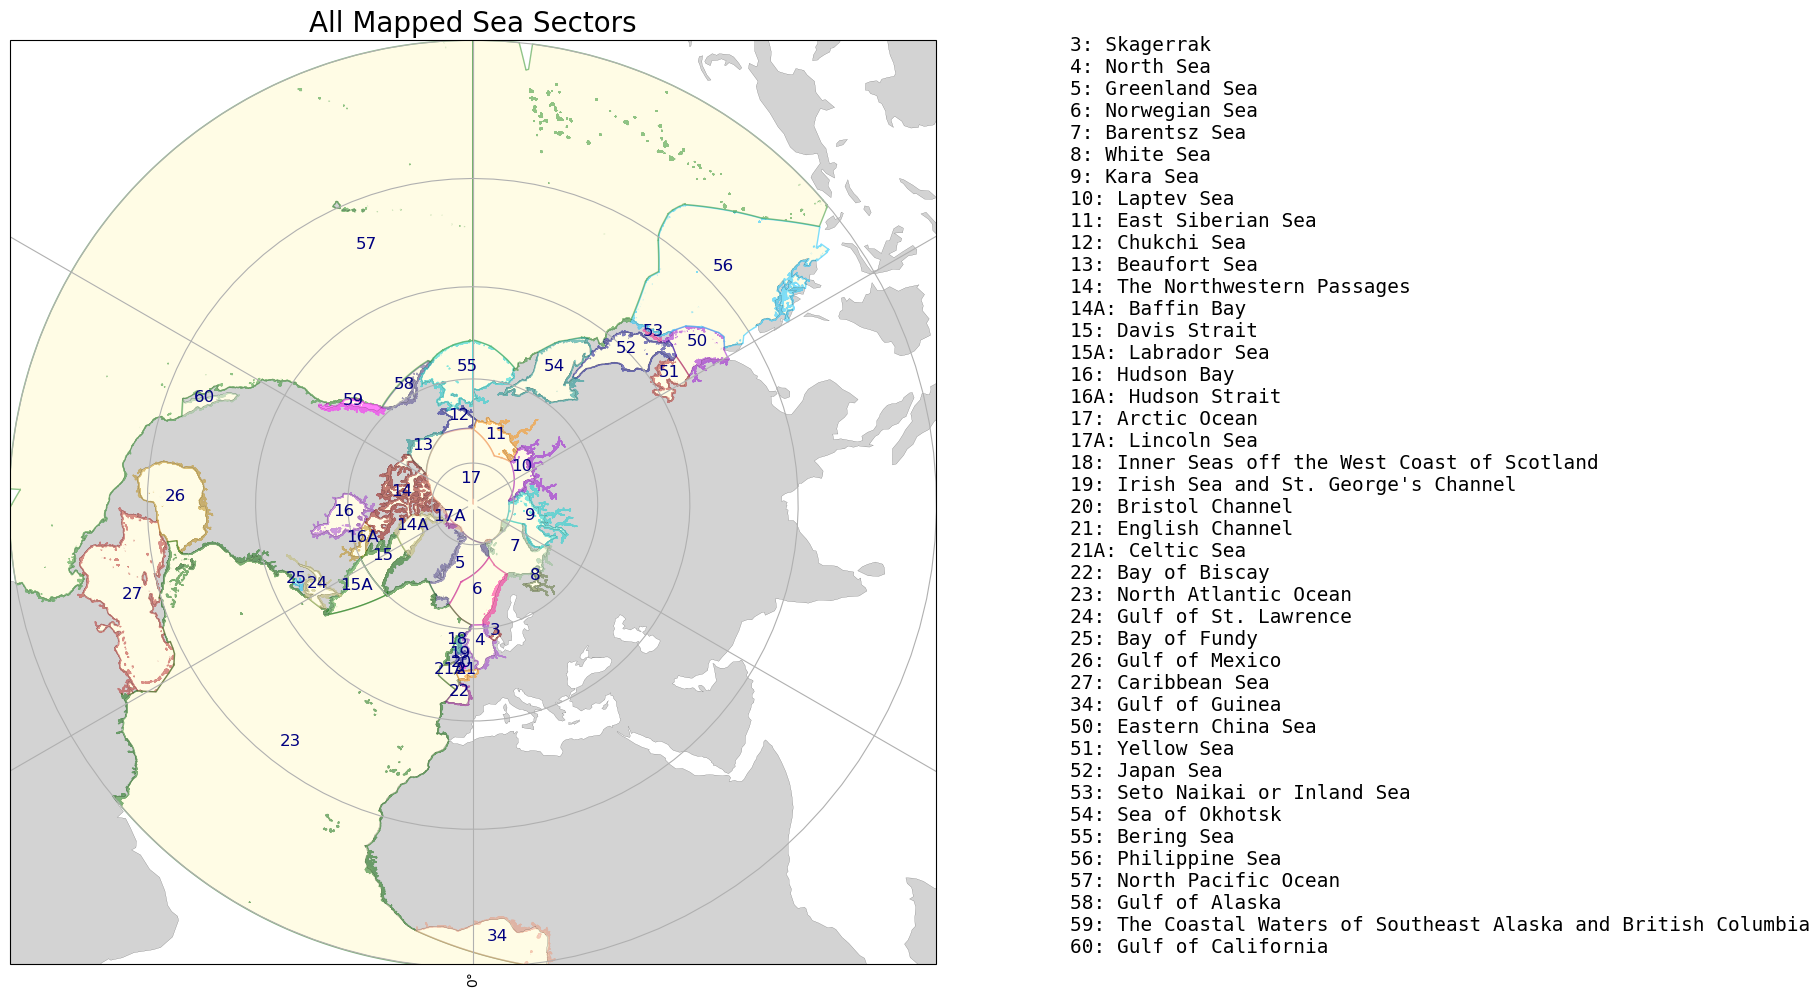 All Mapped Sea Sectors
57
56
53
50
52
51
55
54
58
60
59
12
11
13
10
17
26
14
16
9
17A
14A
16A
7
15
5
8
25
24
15A
6
27
3
18
4
19
20
21A
21
22
23
34
0°
3: Skagerrak
4: North Sea
5: Greenland Sea
6: Norwegian Sea
7: Barentsz Sea
8: White Sea
9: Kara Sea
10: Laptev Sea
11: East Siberian Sea
12: Chukchi Sea
13: Beaufort Sea
14: The Northwestern Passages
14A: Baffin Bay
15: Davis Strait
15A: Labrador Sea
16: Hudson Bay
16A: Hudson Strait
17: Arctic Ocean
17A: Lincoln Sea
18: Inner Seas off the West Coast of Scotland
19: Irish Sea and St. George's Channel
20: Bristol Channel
21: English Channel
21A: Celtic Sea
22: Bay of Biscay
23: North Atlantic Ocean
24: Gulf of St. Lawrence
25: Bay of Fundy
26: Gulf of Mexico
27: Caribbean Sea
34: Gulf of Guinea
50: Eastern China Sea
51: Yellow Sea
52: Japan Sea
53: Seto Naikai or Inland Sea
54: Sea of Okhotsk
55: Bering Sea
56: Philippine Sea
57: North Pacific Ocean
58: Gulf of Alaska
59: The Coastal Waters of Southeast Alaska and British Columbia
60: Gulf of California